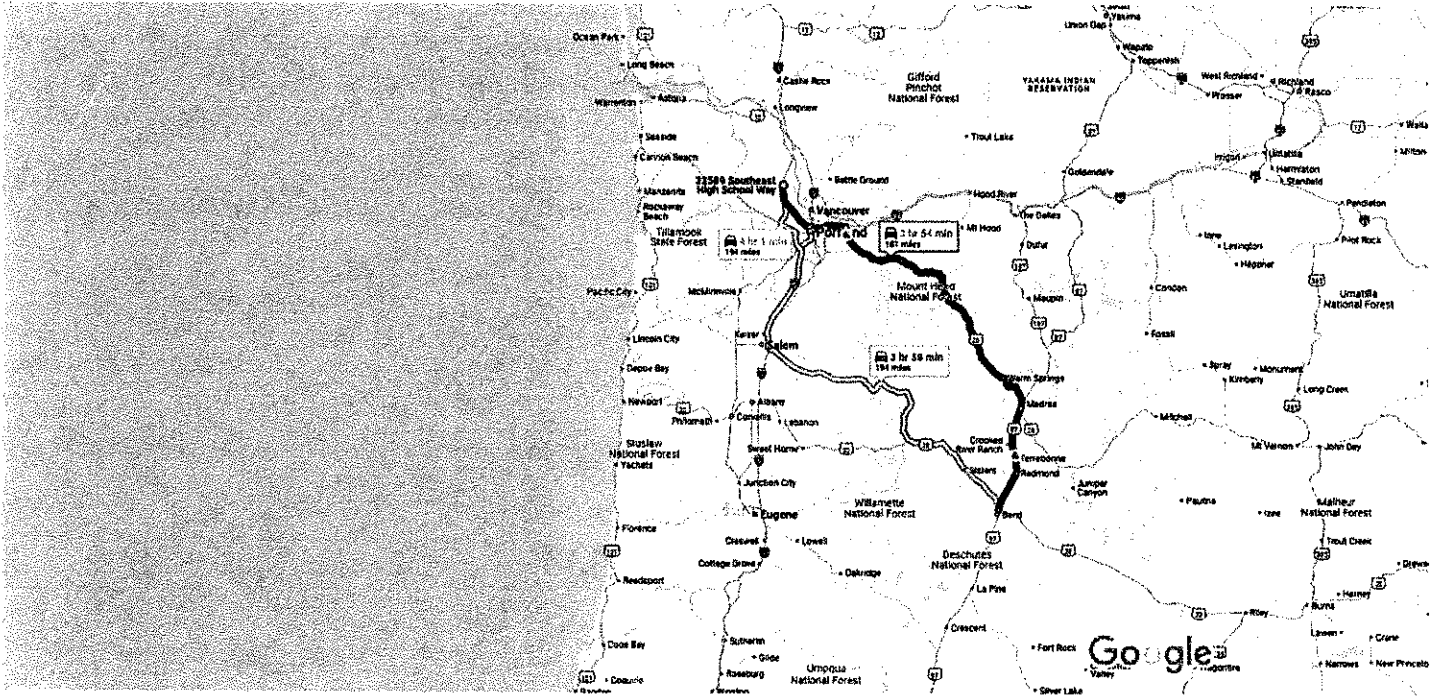 Yakima
Union Gap
Ocean Park
Wapato
Toppenish
Long Beach
Castle Rock
Gifford
Pinchot
National Forest
YAKAMA INDIAN
RESERVATION
West Richland
Richland
Pasco
Prosser
Warrenton
Astoria
Longview
Seaside
Trout Lake
Cannon Beach
Irrigon
Umatilla
Hermiston
Stanfield
Battle Ground
Goldendale
Manzanita
Rockaway
Beach
Hood River
Vancouver
The Dalles
Pendleton
Pilot Rock
Tillamook
State Forest
194 miles
Portland
3 hr 54 min
Mt Hood
Dufur
Ione
Lexington
Heppner
Pacific City
McMinnville
Mount Hood
National Forest
Maupin
Condon
Umatilla
National Forest
Lincoln City
Keizer
Salem
Fossil
Depoe Bay
3 hr 58 min
194 miles
Warm Springs
Spray
Monument
Kimberly
Long Creek
Newport
Albany
Corvallis
Philomath
Lebanon
Madras
Mitchell
Siuslaw
National Forest
Yachats
Sweet Home
Crooked
River Ranch
Terrebonne
Redmond
Sisters
Mt Vernon
John Day
Junction City
Juniper
Canyon
Willamette
National Forest
Paulina
Malheur
National Forest
Eugene
Bend
Florence
Creswell
Lowell
Deschutes
National Forest
Trout Creek
Cottage Grove
Oakridge
Reedsport
La Pine
Harney
Burns
Riley
Crescent
Coos Bay
Sutherlin
Glide
Roseburg
Umpqua
National Forest
Fort Rock
Google
Crane
Narrows
Silver Lake